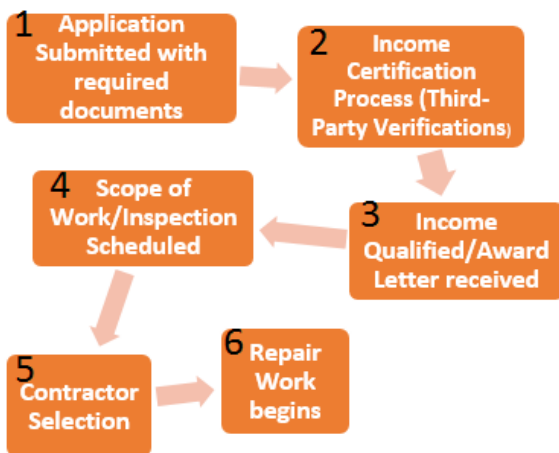 1
Application
Submitted with
required
documents
2
Income
Certification
Process (Third-
Party Verifications)
3
Income
Qualified/Award
Letter received
4
Scope of
Work/Inspection
Scheduled
5
Contractor
Selection
6
Repair
Work
begins